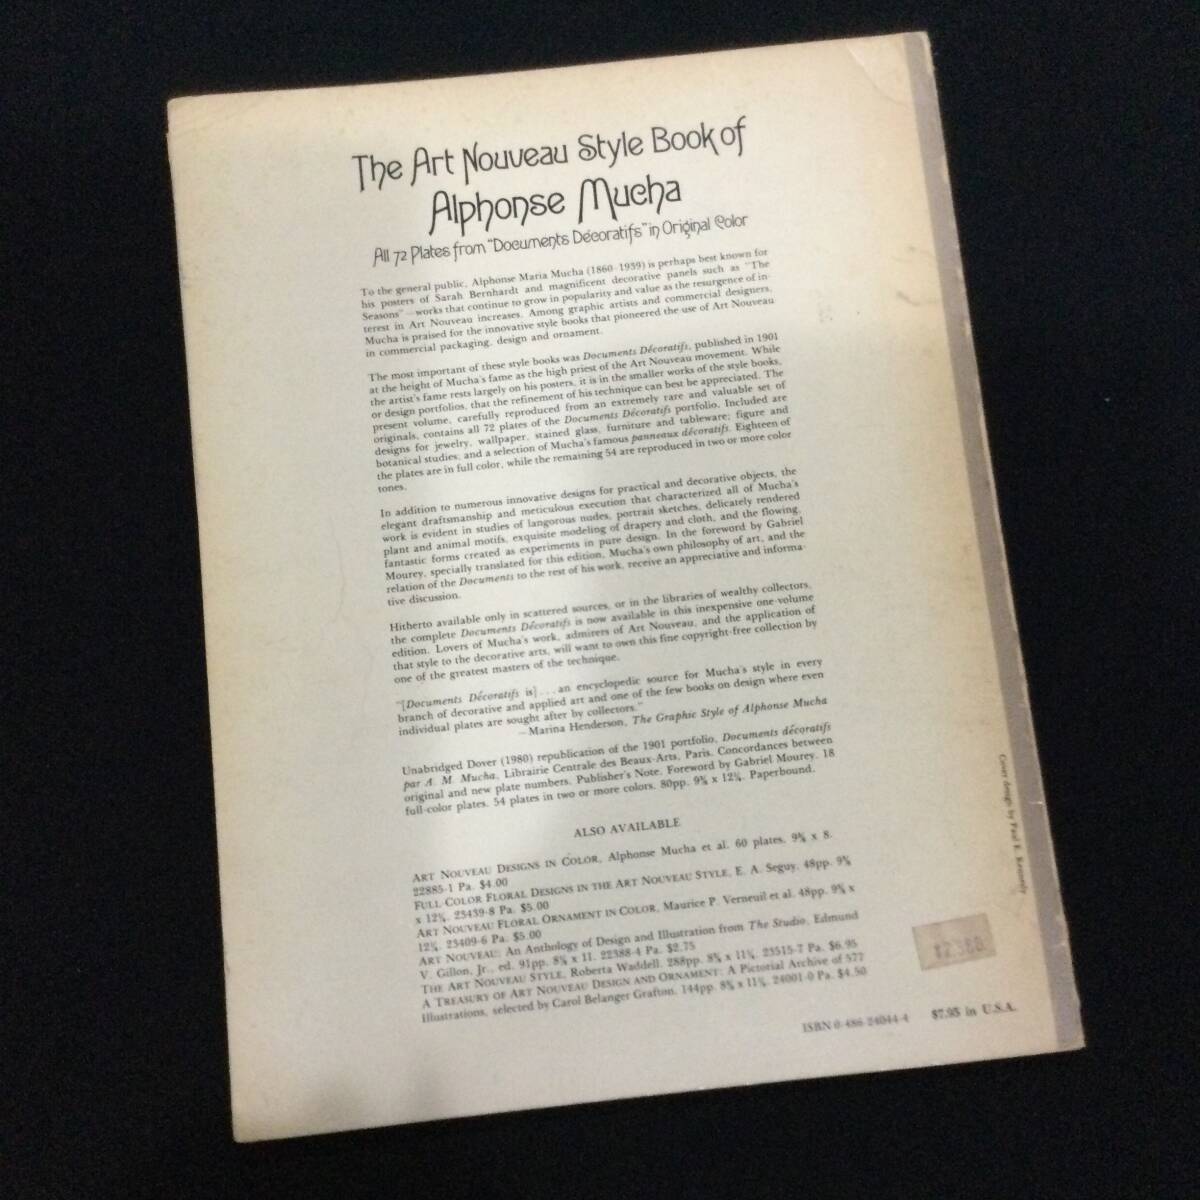 The Art Nouveau Style Book of
Alphonse Mucha
All 72 Plates from "Documents Décoratifs" in Original Color
To the general public, Alphonse Maria Mucha (1860-1939) is perhaps best known for
his posters of Sarah Bernhardt and magnificent decorative panels such as "The
Seasons"—works that continue to grow in popularity and value as the resurgence of in-
terest in Art Nouveau increases. Among graphic artists and commercial designers,
Mucha is praised for the innovative style books that pioneered the use of Art Nouveau
in commercial packaging, design and ornament.
The most important of these style books was Documents Décoratifs, published in 1901
at the height of Mucha's fame as the high priest of the Art Nouveau movement. While
the artist's fame rests largely on his posters, it is in the smaller works of the style books,
or design portfolios, that the refinement of his technique can best be appreciated. The
present volume, carefully reproduced from an extremely rare and valuable set of
originals, contains all 72 plates of the Documents Décoratifs portfolio. Included are
designs for jewelry, wallpaper, stained glass, furniture and tableware; figure and
botanical studies; and a selection of Mucha's famous panneaux décoratifs. Eighteen of
the plates are in full color, while the remaining 54 are reproduced in two or more color
tones.
In addition to numerous innovative designs for practical and decorative objects, the
elegant draftsmanship and meticulous execution that characterized all of Mucha's
work is evident in studies of langorous nudes, portrait sketches, delicately rendered
plant and animal motifs, exquisite modeling of drapery and cloth, and the flowing,
fantastic forms created as experiments in pure design. In the foreword by Gabriel
Mourey, specially translated for this edition, Mucha's own philosophy of art, and the
relation of the Documents to the rest of his work, receive an appreciative and informa-
tive discussion.
Hitherto available only in scattered sources, or in the libraries of wealthy collectors,
the complete Documents Décoratifs is now available in this inexpensive one-volume
edition. Lovers of Mucha's work, admirers of Art Nouveau, and the application of
that style to the decorative arts, will want to own this fine copyright-free collection by
one of the greatest masters of the technique.
"[Documents Décoratifs is] . . . an encyclopedic source for Mucha's style in every
branch of decorative and applied art and one of the few books on design where even
individual plates are sought after by collectors."
—Marina Henderson, The Graphic Style of Alphonse Mucha
Unabridged Dover (1980) republication of the 1901 portfolio, Documents décoratifs
par A. M. Mucha, Librairie Centrale des Beaux-Arts, Paris. Concordances between
original and new plate numbers. Publisher's Note. Foreword by Gabriel Mourey. 18
full-color plates. 54 plates in two or more colors. 80pp. 9⅜ x 12¼. Paperbound.
ALSO AVAILABLE
ART NOUVEAU DESIGNS IN COLOR, Alphonse Mucha et al. 60 plates. 9⅜ x 8.
22885-1 Pa. $4.00
FULL COLOR FLORAL DESIGNS IN THE ART NOUVEAU STYLE, E. A. Seguy. 48pp. 9⅜
x 12¼. 23439-8 Pa. $5.00
ART NOUVEAU FLORAL ORNAMENT IN COLOR, Maurice P. Verneuil et al. 48pp. 9⅜ x
12¼. 23409-6 Pa. $5.00
ART NOUVEAU: An Anthology of Design and Illustration from The Studio, Edmund
V. Gillon, Jr., ed. 91pp. 8⅜ x 11. 22388-4 Pa. $2.75
THE ART NOUVEAU STYLE, Roberta Waddell. 288pp. 8⅜ x 11¼. 23515-7 Pa. $6.95
A TREASURY OF ART NOUVEAU DESIGN AND ORNAMENT: A Pictorial Archive of 577
Illustrations, selected by Carol Belanger Grafton. 144pp. 8⅜ x 11¼. 24001-0 Pa. $4.50
Cover design by Paul E. Kennedy
ISBN 0-486-24044-4 $7.95 in U.S.A.